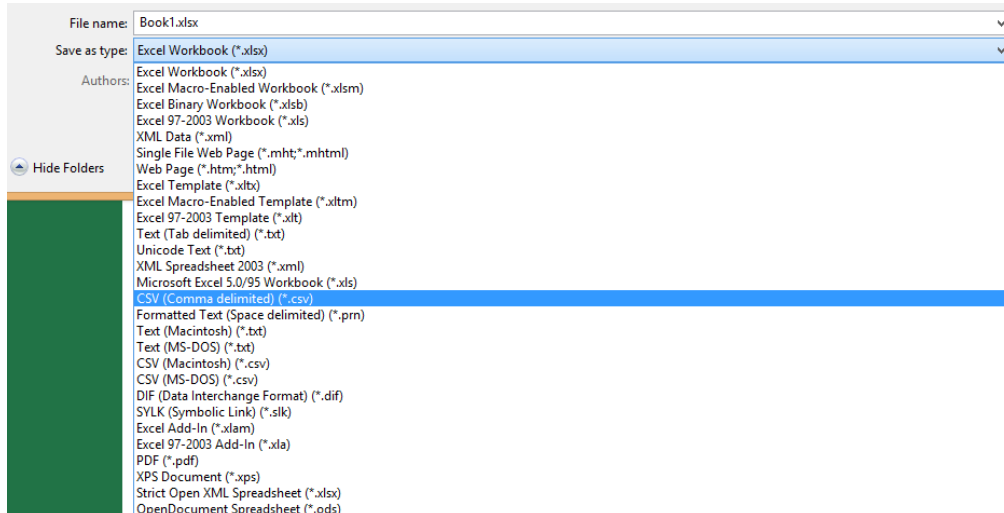 File name: Book1.xlsx
Save as type: Excel Workbook (*.xlsx)
Authors:
Excel Workbook (*.xlsx)
Excel Macro-Enabled Workbook (*.xlsm)
Excel Binary Workbook (*.xlsb)
Excel 97-2003 Workbook (*.xls)
XML Data (*.xml)
Single File Web Page (*.mht;*.mhtml)
Hide Folders
Web Page (*.htm;*.html)
Excel Template (*.xltx)
Excel Macro-Enabled Template (*.xltm)
Excel 97-2003 Template (*.xlt)
Text (Tab delimited) (*.txt)
Unicode Text (*.txt)
XML Spreadsheet 2003 (*.xml)
Microsoft Excel 5.0/95 Workbook (*.xls)
CSV (Comma delimited) (*.csv)
Formatted Text (Space delimited) (*.prn)
Text (Macintosh) (*.txt)
Text (MS-DOS) (*.txt)
CSV (Macintosh) (*.csv)
CSV (MS-DOS) (*.csv)
DIF (Data Interchange Format) (*.dif)
SYLK (Symbolic Link) (*.slk)
Excel Add-In (*.xlam)
Excel 97-2003 Add-In (*.xla)
PDF (*.pdf)
XPS Document (*.xps)
Strict Open XML Spreadsheet (*.xlsx)
OpenDocument Spreadsheet (*.ods)